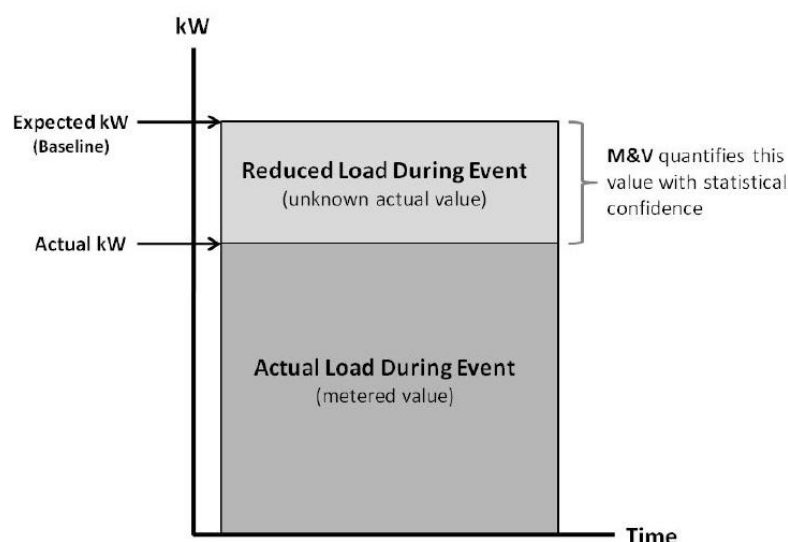 kW
Expected kW
(Baseline)
Reduced Load During Event
(unknown actual value)
M&V quantifies this
value with statistical
confidence
Actual kW
Actual Load During Event
(metered value)
Time